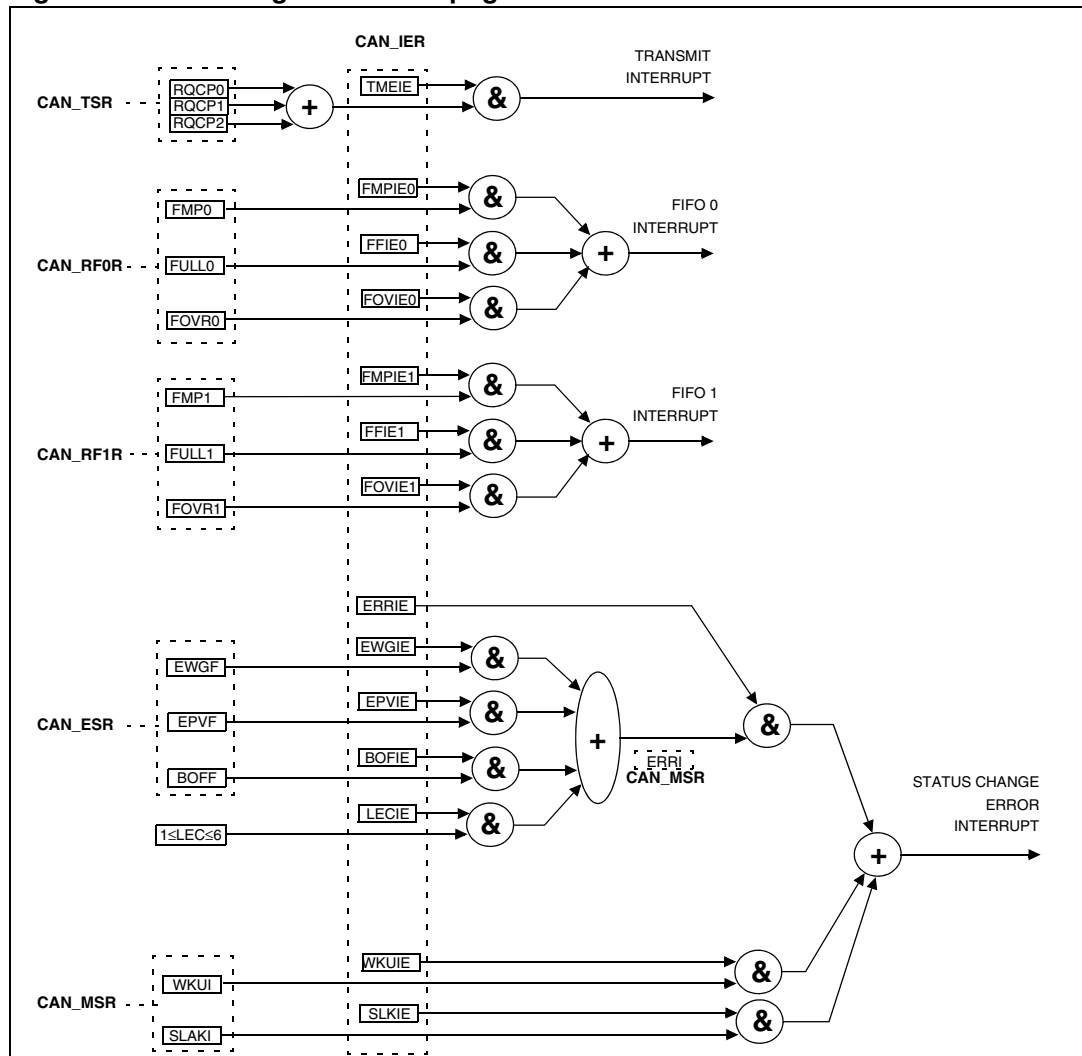 CAN_IER
TRANSMIT
INTERRUPT
CAN_TSR
RQCP0
RQCP1
RQCP2
+
TMEIE
&
FMPIE0
&
FMP0
FIFO 0
INTERRUPT
FFIE0
&
+
CAN_RF0R
FULL0
FOVIE0
&
FOVR0
FMPIE1
&
FMP1
FIFO 1
INTERRUPT
FFIE1
&
+
CAN_RF1R
FULL1
FOVIE1
&
FOVR1
ERRIE
EWGIE
&
EWGF
EPVIE
&
CAN_ESR
EPVF
+
&
ERRI
CAN_MSR
BOFIE
&
BOFF
STATUS CHANGE
ERROR
INTERRUPT
LECIE
&
1≤LEC≤6
+
WKUIE
&
WKUI
CAN_MSR
SLKIE
&
SLAKI